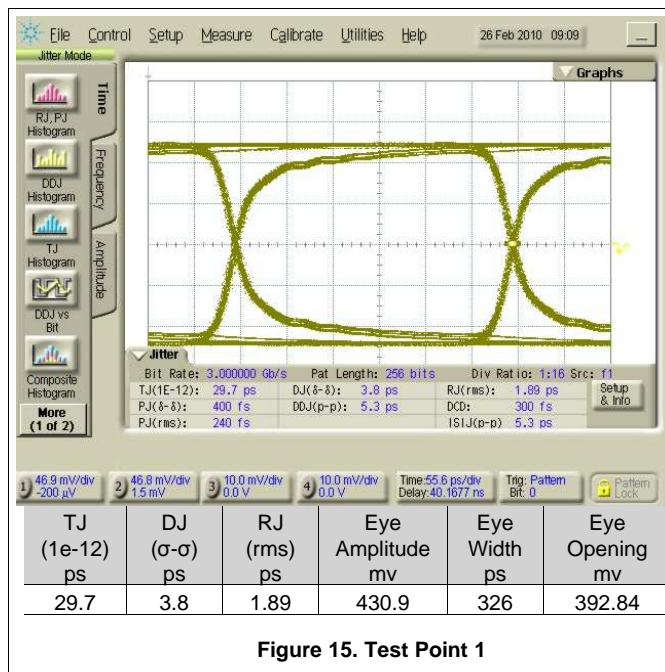 File Control Setup Measure Calibrate Utilities Help 26 Feb 2010 09:09
Jitter Mode
Graphs
RJ, PJ
Histogram
DDJ
Histogram
TJ
Histogram
DDJ vs
Bit
Composite
Histogram
More
(1 of 2)
Time
Frequency
Amplitude
Jitter
Bit Rate: 3.000000 Gb/s Pat Length: 256 bits Div Ratio: 1:16 Src: f1
TJ(1E-12): 29.7 ps DJ(δ-δ): 3.8 ps RJ(rms): 1.89 ps
PJ(δ-δ): 400 fs DDJ(p-p): 5.3 ps DCD: 300 fs
PJ(rms): 240 fs ISIJ(p-p) 5.3 ps
Setup
& Info
1) 46.9 mV/div 2) 46.8 mV/div 3) 10.0 mV/div 4) 10.0 mV/div Time:55.6 ps/div Trig: Pattern Pattern
-200 µV 1.5 mV 0.0 V 0.0 V Delay:40.1677 ns Bit: 0 Lock
TJ DJ RJ Eye Eye Eye
(1e-12) (σ-σ) (rms) Amplitude Width Opening
ps ps ps mv ps mv
29.7 3.8 1.89 430.9 326 392.84
Figure 15. Test Point 1